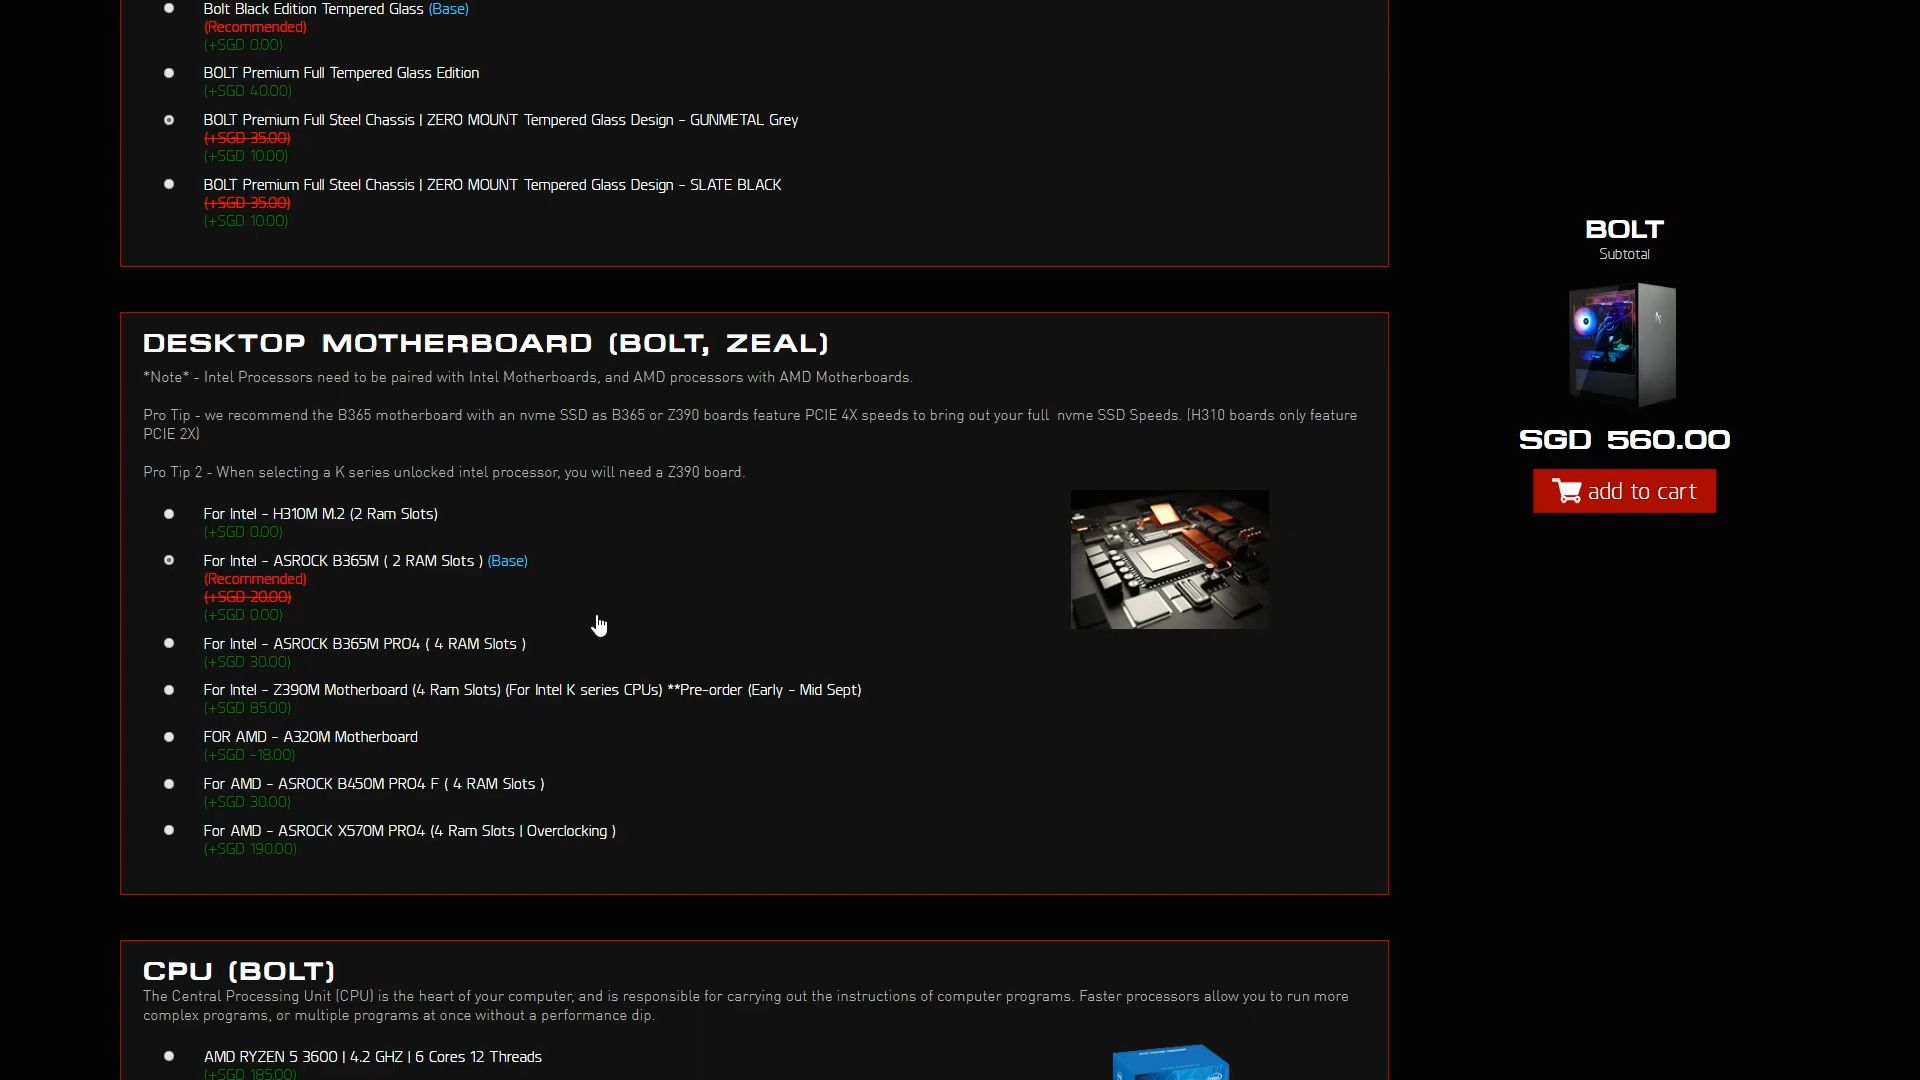 Bolt Black Edition Tempered Glass (Base)
(Recommended)
(+SGD 0.00)
BOLT Premium Full Tempered Glass Edition
(+SGD 40.00)
BOLT Premium Full Steel Chassis | ZERO MOUNT Tempered Glass Design - GUNMETAL Grey
(+SGD 35.00)
(+SGD 10.00)
BOLT Premium Full Steel Chassis | ZERO MOUNT Tempered Glass Design - SLATE BLACK
(+SGD 35.00)
(+SGD 10.00)
BOLT
Subtotal
SGD 560.00
add to cart
DESKTOP MOTHERBOARD (BOLT, ZEAL)
*Note* - Intel Processors need to be paired with Intel Motherboards, and AMD processors with AMD Motherboards.
Pro Tip - we recommend the B365 motherboard with an nvme SSD as B365 or Z390 boards feature PCIE 4X speeds to bring out your full nvme SSD Speeds. (H310 boards only feature
PCIE 2X)
Pro Tip 2 - When selecting a K series unlocked intel processor, you will need a Z390 board.
For Intel - H310M M.2 (2 Ram Slots)
(+SGD 0.00)
For Intel - ASROCK B365M ( 2 RAM Slots ) (Base)
(Recommended)
(+SGD 20.00)
(+SGD 0.00)
For Intel - ASROCK B365M PRO4 ( 4 RAM Slots )
(+SGD 30.00)
For Intel - Z390M Motherboard (4 Ram Slots) (For Intel K series CPUs) **Pre-order (Early - Mid Sept)
(+SGD 85.00)
FOR AMD - A320M Motherboard
(+SGD -18.00)
For AMD - ASROCK B450M PRO4 F ( 4 RAM Slots )
(+SGD 30.00)
For AMD - ASROCK X570M PRO4 (4 Ram Slots | Overclocking )
(+SGD 190.00)
CPU (BOLT)
The Central Processing Unit (CPU) is the heart of your computer, and is responsible for carrying out the instructions of computer programs. Faster processors allow you to run more
complex programs, or multiple programs at once without a performance dip.
AMD RYZEN 5 3600 | 4.2 GHZ | 6 Cores 12 Threads
(+SGD 185.00)